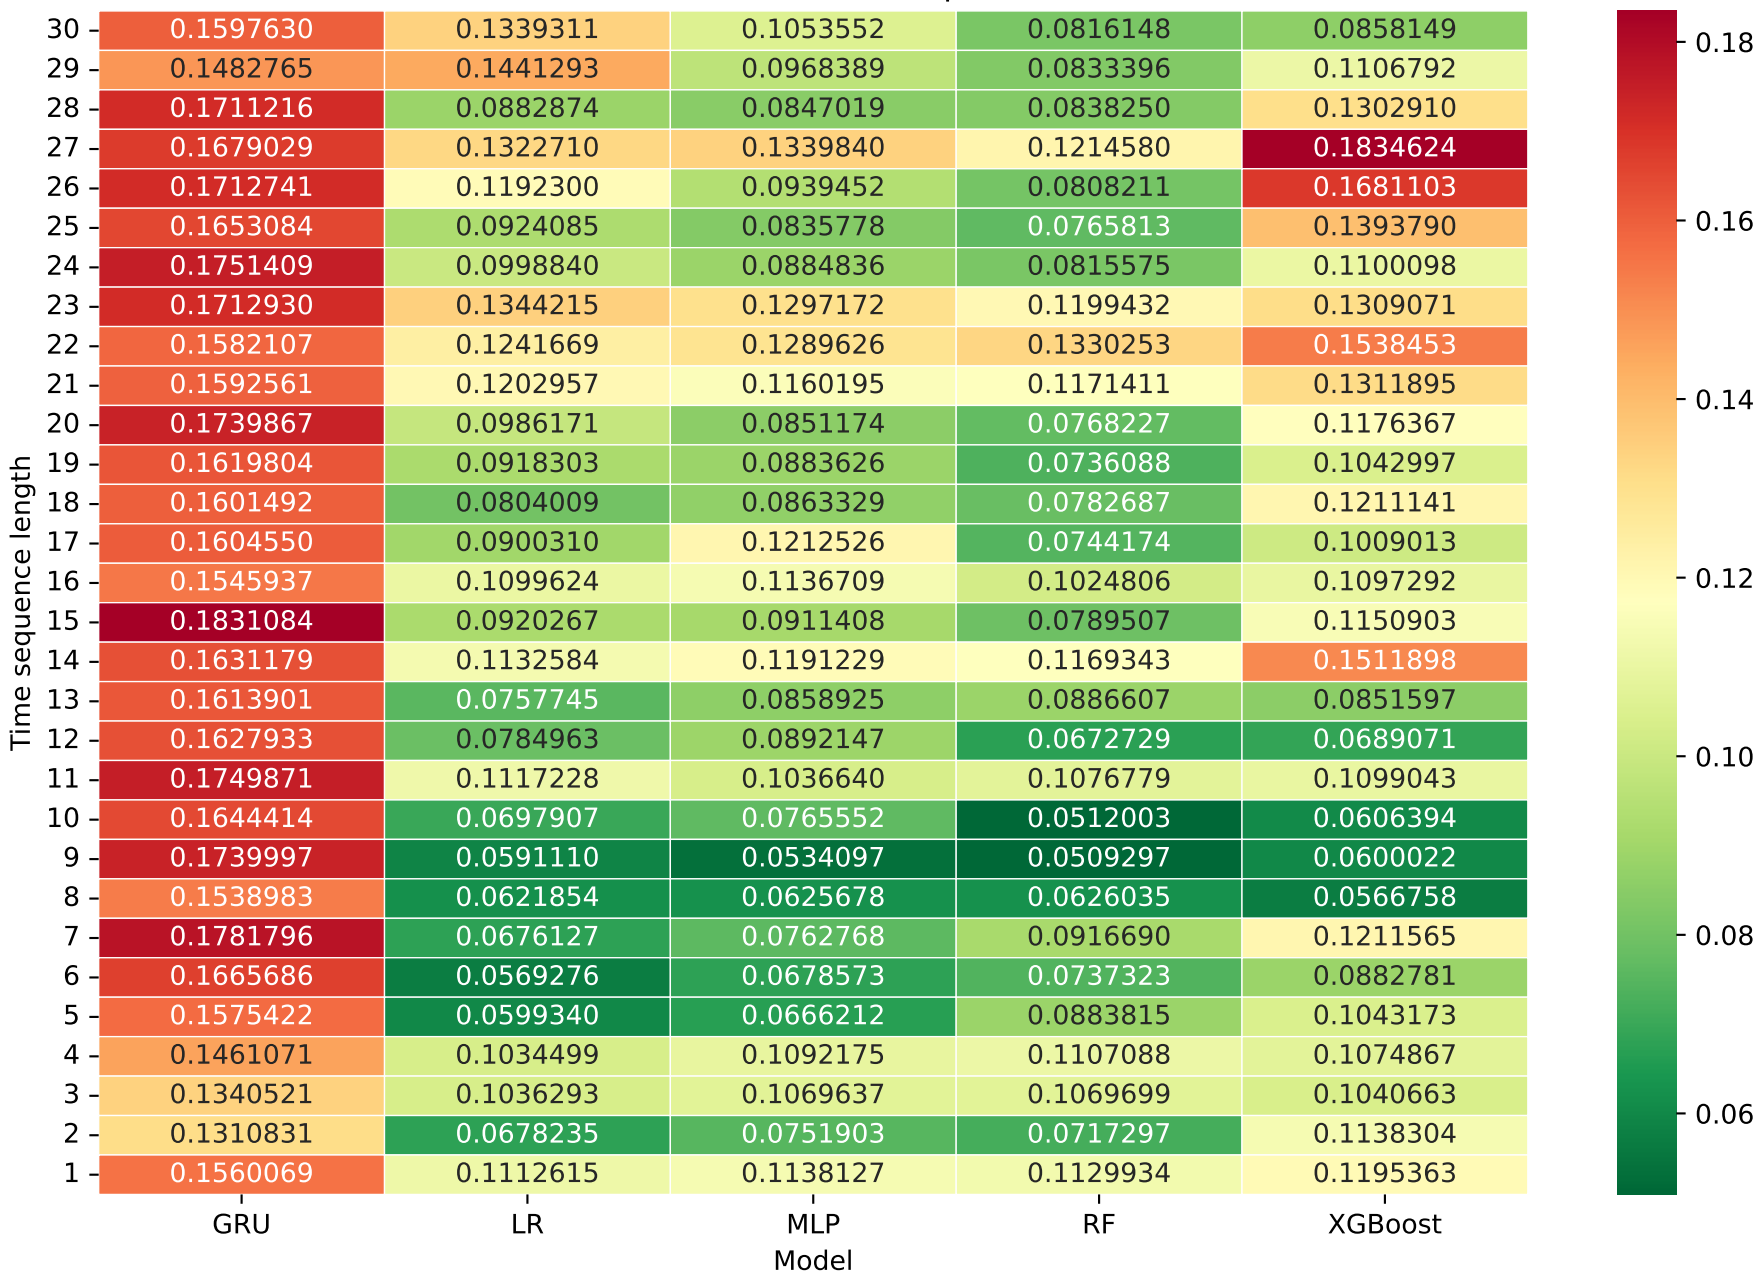 30 0.1597630 0.1339311 0.1053552 0.0816148 0.0858149
29 0.1482765 0.1441293 0.0968389 0.0833396 0.1106792
28 0.1711216 0.0882874 0.0847019 0.0838250 0.1302910
27 0.1679029 0.1322710 0.1339840 0.1214580 0.1834624
26 0.1712741 0.1192300 0.0939452 0.0808211 0.1681103
25 0.1653084 0.0924085 0.0835778 0.0765813 0.1393790
24 0.1751409 0.0998840 0.0884836 0.0815575 0.1100098
23 0.1712930 0.1344215 0.1297172 0.1199432 0.1309071
22 0.1582107 0.1241669 0.1289626 0.1330253 0.1538453
21 0.1592561 0.1202957 0.1160195 0.1171411 0.1311895
20 0.1739867 0.0986171 0.0851174 0.0768227 0.1176367
19 0.1619804 0.0918303 0.0883626 0.0736088 0.1042997
18 0.1601492 0.0804009 0.0863329 0.0782687 0.1211141
17 0.1604550 0.0900310 0.1212526 0.0744174 0.1009013
16 0.1545937 0.1099624 0.1136709 0.1024806 0.1097292
15 0.1831084 0.0920267 0.0911408 0.0789507 0.1150903
14 0.1631179 0.1132584 0.1191229 0.1169343 0.1511898
13 0.1613901 0.0757745 0.0858925 0.0886607 0.0851597
12 0.1627933 0.0784963 0.0892147 0.0672729 0.0689071
11 0.1749871 0.1117228 0.1036640 0.1076779 0.1099043
10 0.1644414 0.0697907 0.0765552 0.0512003 0.0606394
9 0.1739997 0.0591110 0.0534097 0.0509297 0.0600022
8 0.1538983 0.0621854 0.0625678 0.0626035 0.0566758
7 0.1781796 0.0676127 0.0762768 0.0916690 0.1211565
6 0.1665686 0.0569276 0.0678573 0.0737323 0.0882781
5 0.1575422 0.0599340 0.0666212 0.0883815 0.1043173
4 0.1461071 0.1034499 0.1092175 0.1107088 0.1074867
3 0.1340521 0.1036293 0.1069637 0.1069699 0.1040663
2 0.1310831 0.0678235 0.0751903 0.0717297 0.1138304
1 0.1560069 0.1112615 0.1138127 0.1129934 0.1195363
GRU LR MLP RF XGBoost
Model
Time sequence length
0.18
0.16
0.14
0.12
0.10
0.08
0.06